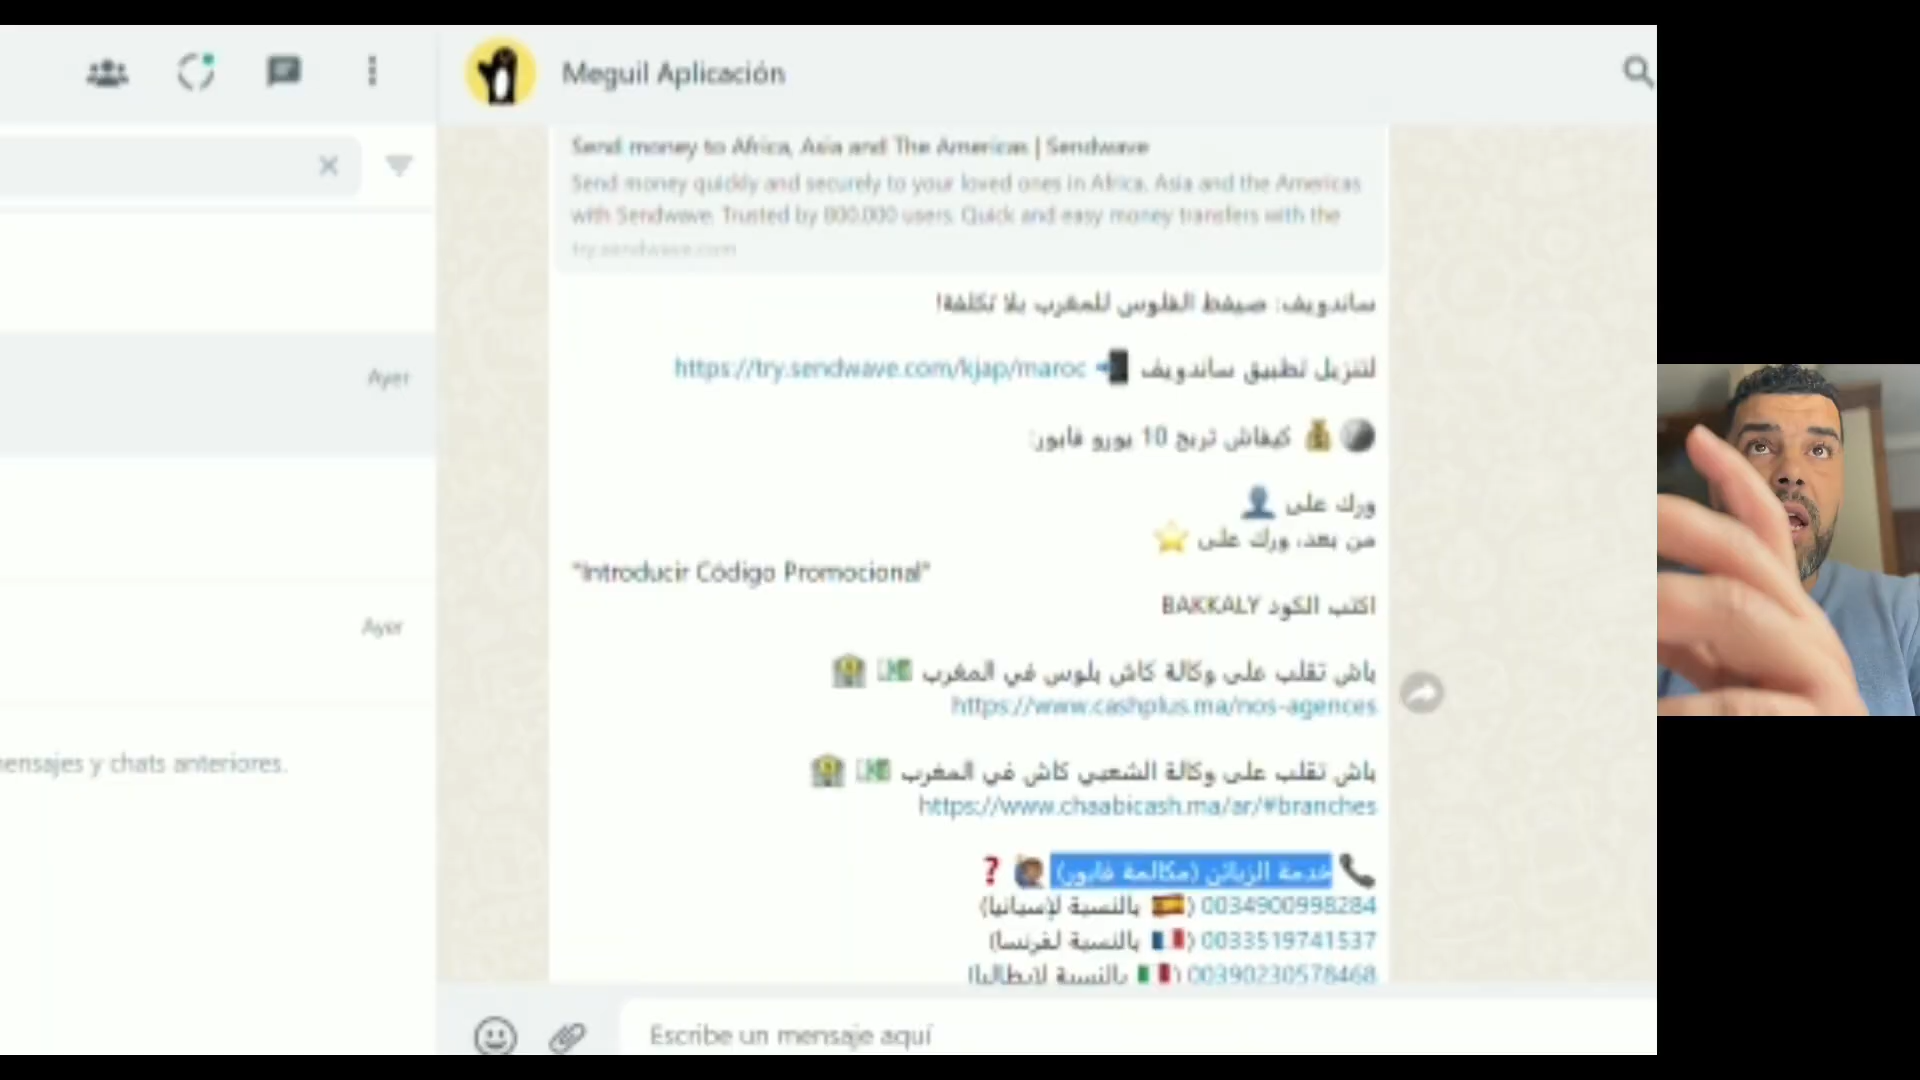 Meguil Aplicación
Send money to Africa, Asia and The Americas | Sendwave
Send money quickly and securely to your loved ones in Africa, Asia and the Americas
with Sendwave. Trusted by 800,000 users. Quick and easy money transfers with the
try.sendwave.com
ساندويف: صيفط الفلوس للمغرب بلا تكلفة!
لتنزيل تطبيق ساندويف 📲 https://try.sendwave.com/kjap/maroc
كيفاش تربح 10 يورو فابور:
ورك على 👤
من بعد، ورك على ⭐
"Introducir Código Promocional"
اكتب الكود BAKKALY
باش تقلب على وكالة كاش بلوس في المغرب
https://www.cashplus.ma/nos-agences
باش تقلب على وكالة الشعبي كاش في المغرب
https://www.chaabicash.ma/ar/#branches
📞 خدمة الزبائن (مكالمة فابور) 🙋🏽 ❓
0034900998284 (🇪🇸 بالنسبة لإسبانيا)
0033519741537 (🇫🇷 بالنسبة لفرنسا)
00390230578468 (🇮🇹 بالنسبة لإيطاليا)
Ayer
Ayer
mensajes y chats anteriores.
Escribe un mensaje aquí